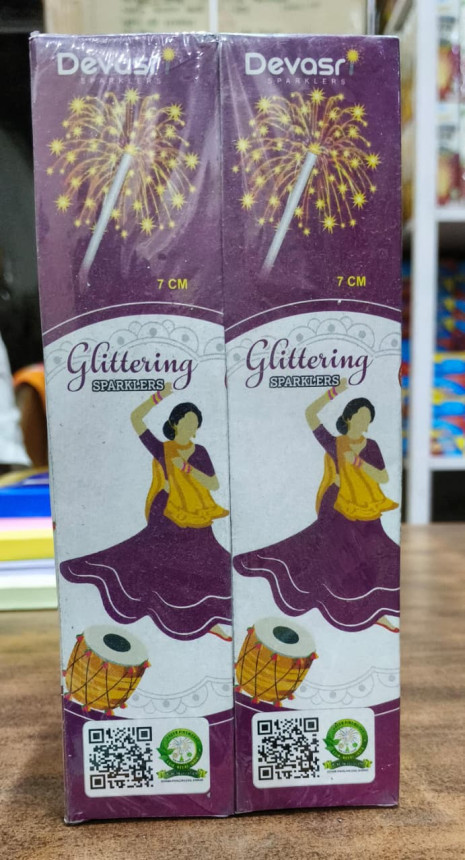 Devasri
SPARKLERS
7 CM
Glittering
SPARKLERS
Devasri
SPARKLERS
7 CM
Glittering
SPARKLERS